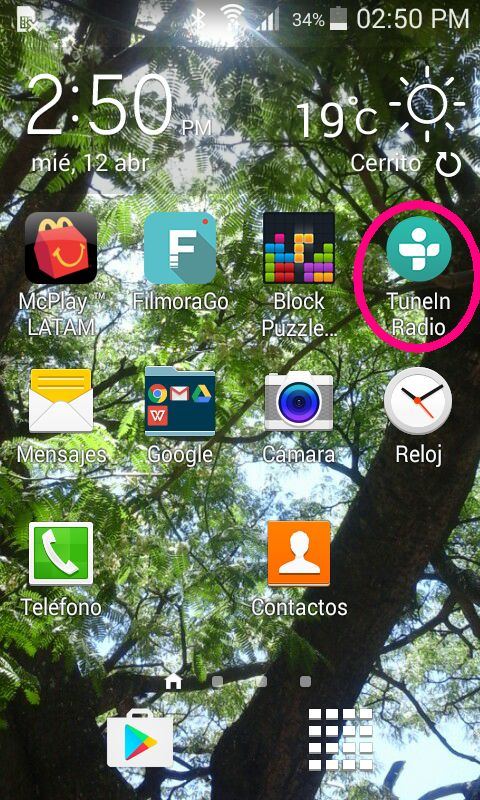 34% 02:50 PM
2:50 PM
19°C
mié, 12 abr
Cerrito
McPlay™ LATAM
FilmoraGo
Block Puzzle...
TuneIn Radio
Mensajes
Google
Cámara
Reloj
Teléfono
Contactos